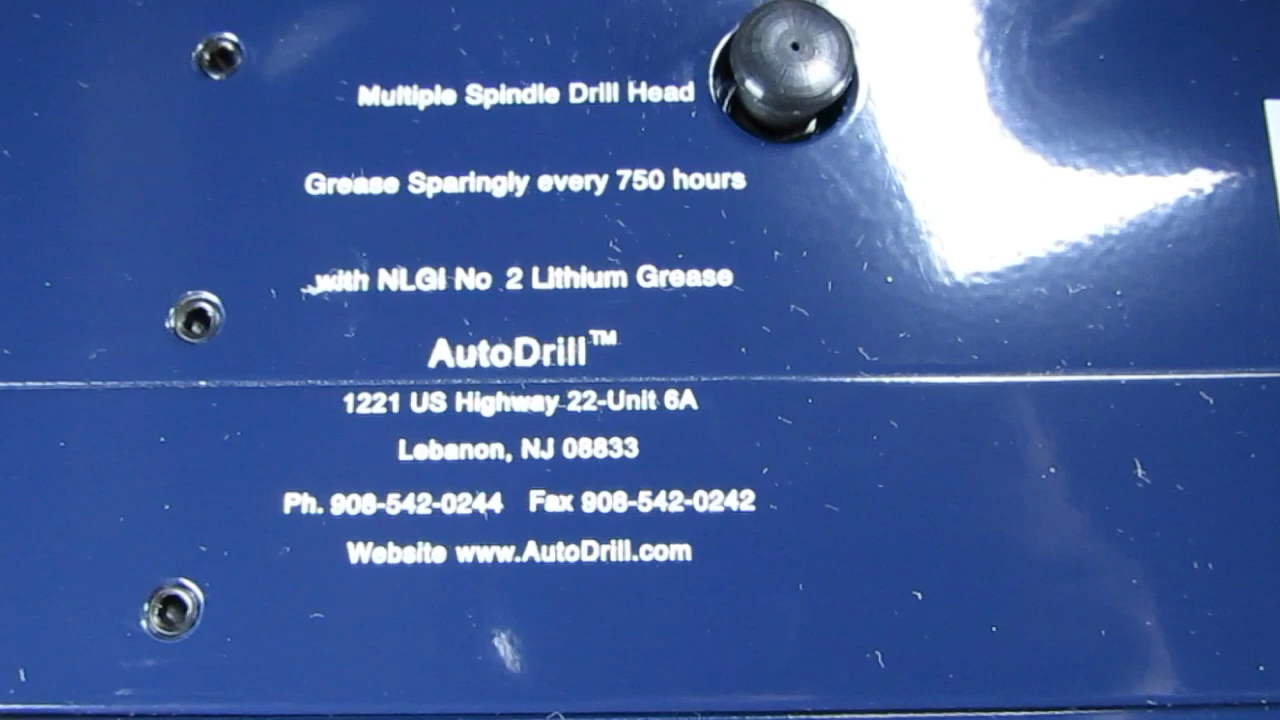 Multiple Spindle Drill Head
Grease Sparingly every 750 hours
with NLGI No 2 Lithium Grease
AutoDrill™
1221 US Highway 22-Unit 6A
Lebanon, NJ 08833
Ph. 908-542-0244 Fax 908-542-0242
Website www.AutoDrill.com